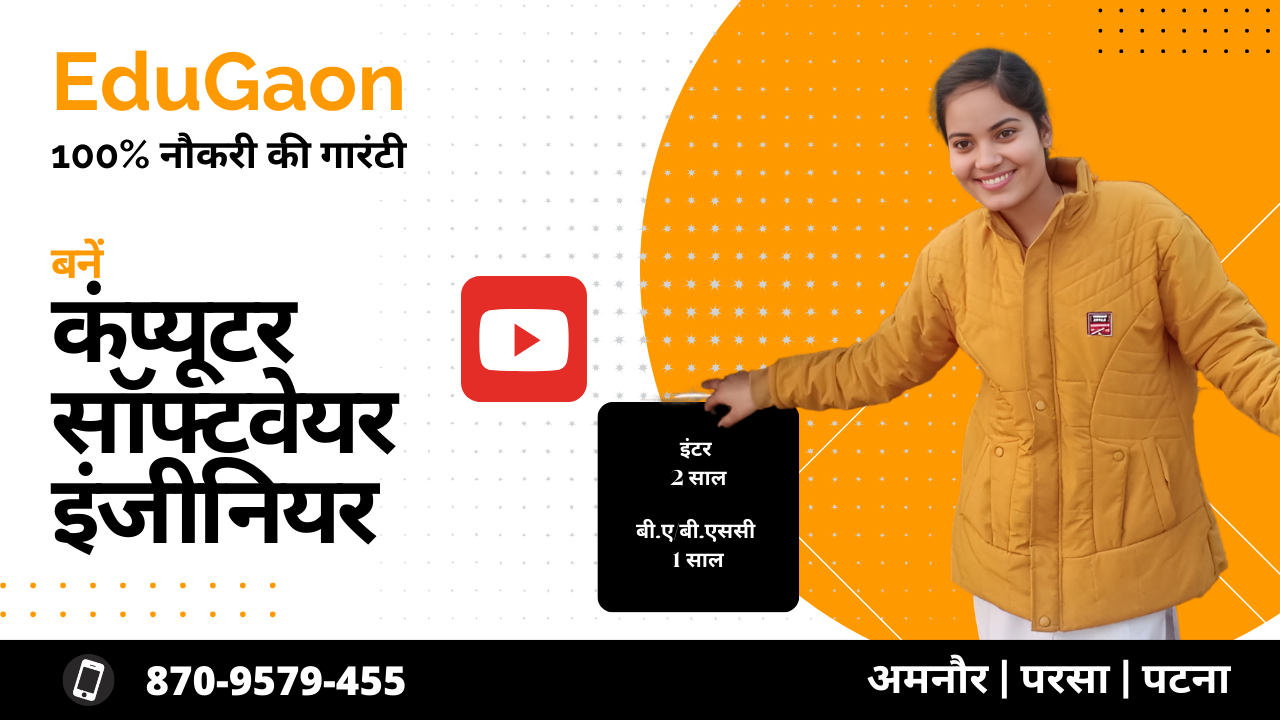 EduGaon
100% नौकरी की गारंटी
बनें
कंप्यूटर
सॉफ्टवेयर
इंजीनियर
इंटर
2 साल
बी.ए/बी.एससी
1 साल
870-9579-455
अमनौर | परसा | पटना